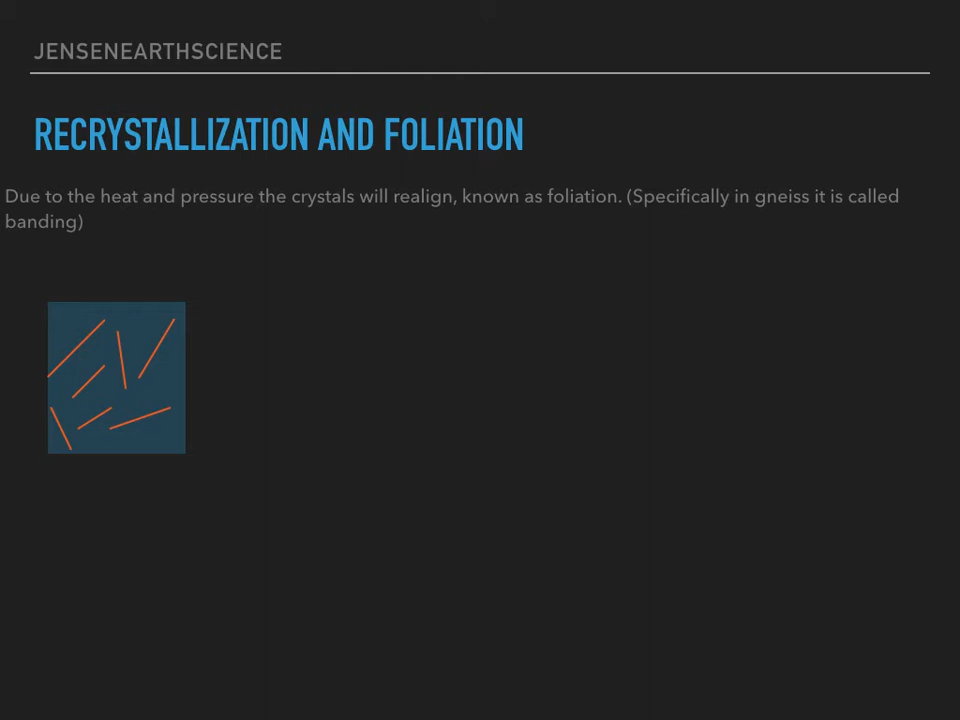 JENSENEARTHSCIENCE
RECRYSTALLIZATION AND FOLIATION
Due to the heat and pressure the crystals will realign, known as foliation. (Specifically in gneiss it is called
banding)